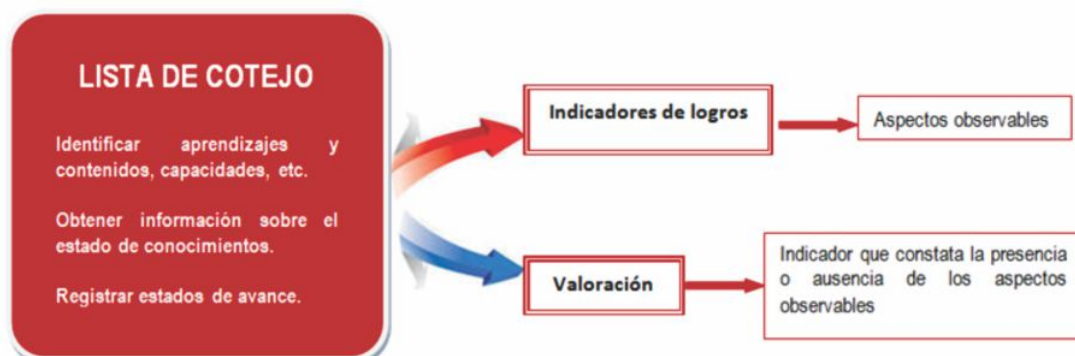 LISTA DE COTEJO
Identificar aprendizajes y
contenidos, capacidades, etc.
Obtener información sobre el
estado de conocimientos.
Registrar estados de avance.
Indicadores de logros
Aspectos observables
Valoración
Indicador que constata la presencia
o ausencia de los aspectos
observables